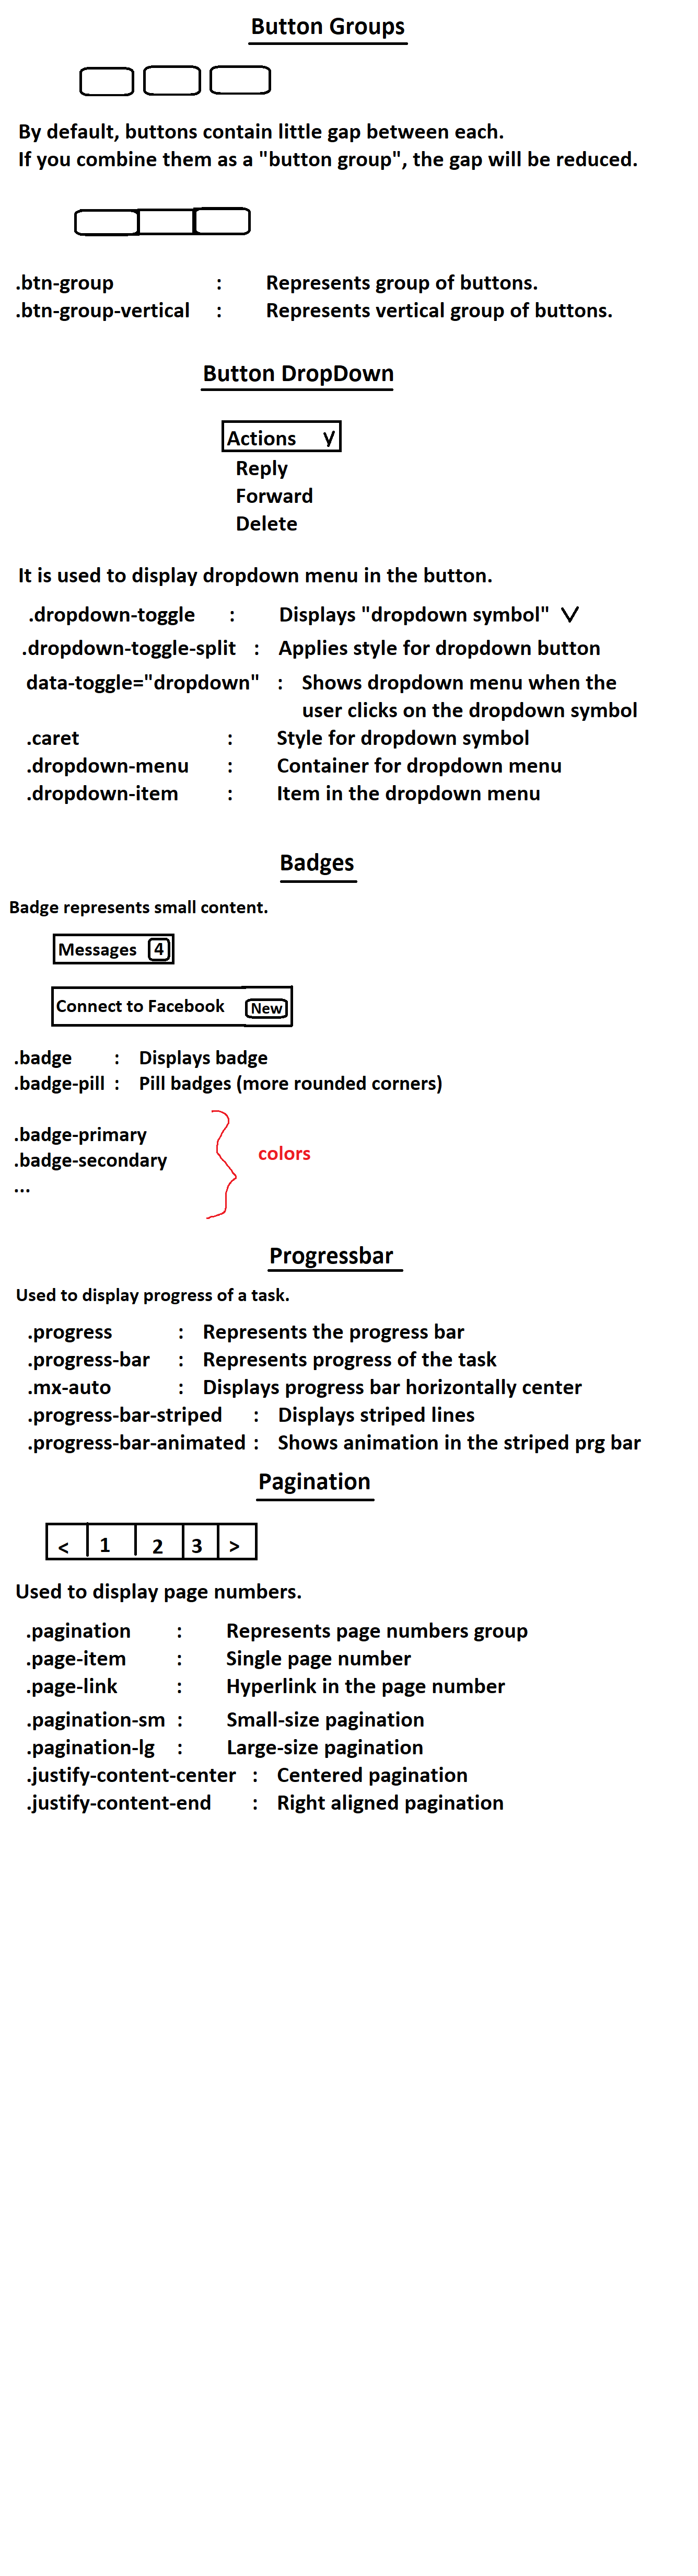 Button Groups
By default, buttons contain little gap between each.
If you combine them as a "button group", the gap will be reduced.
.btn-group : Represents group of buttons.
.btn-group-vertical : Represents vertical group of buttons.
Button DropDown
Actions V
Reply
Forward
Delete
It is used to display dropdown menu in the button.
.dropdown-toggle : Displays "dropdown symbol" V
.dropdown-toggle-split : Applies style for dropdown button
data-toggle="dropdown" : Shows dropdown menu when the
user clicks on the dropdown symbol
.caret : Style for dropdown symbol
.dropdown-menu : Container for dropdown menu
.dropdown-item : Item in the dropdown menu
Badges
Badge represents small content.
Messages 4
Connect to Facebook New
.badge : Displays badge
.badge-pill : Pill badges (more rounded corners)
.badge-primary
.badge-secondary
...
colors
Progressbar
Used to display progress of a task.
.progress : Represents the progress bar
.progress-bar : Represents progress of the task
.mx-auto : Displays progress bar horizontally center
.progress-bar-striped : Displays striped lines
.progress-bar-animated : Shows animation in the striped prg bar
Pagination
< 1 2 3 >
Used to display page numbers.
.pagination : Represents page numbers group
.page-item : Single page number
.page-link : Hyperlink in the page number
.pagination-sm : Small-size pagination
.pagination-lg : Large-size pagination
.justify-content-center : Centered pagination
.justify-content-end : Right aligned pagination